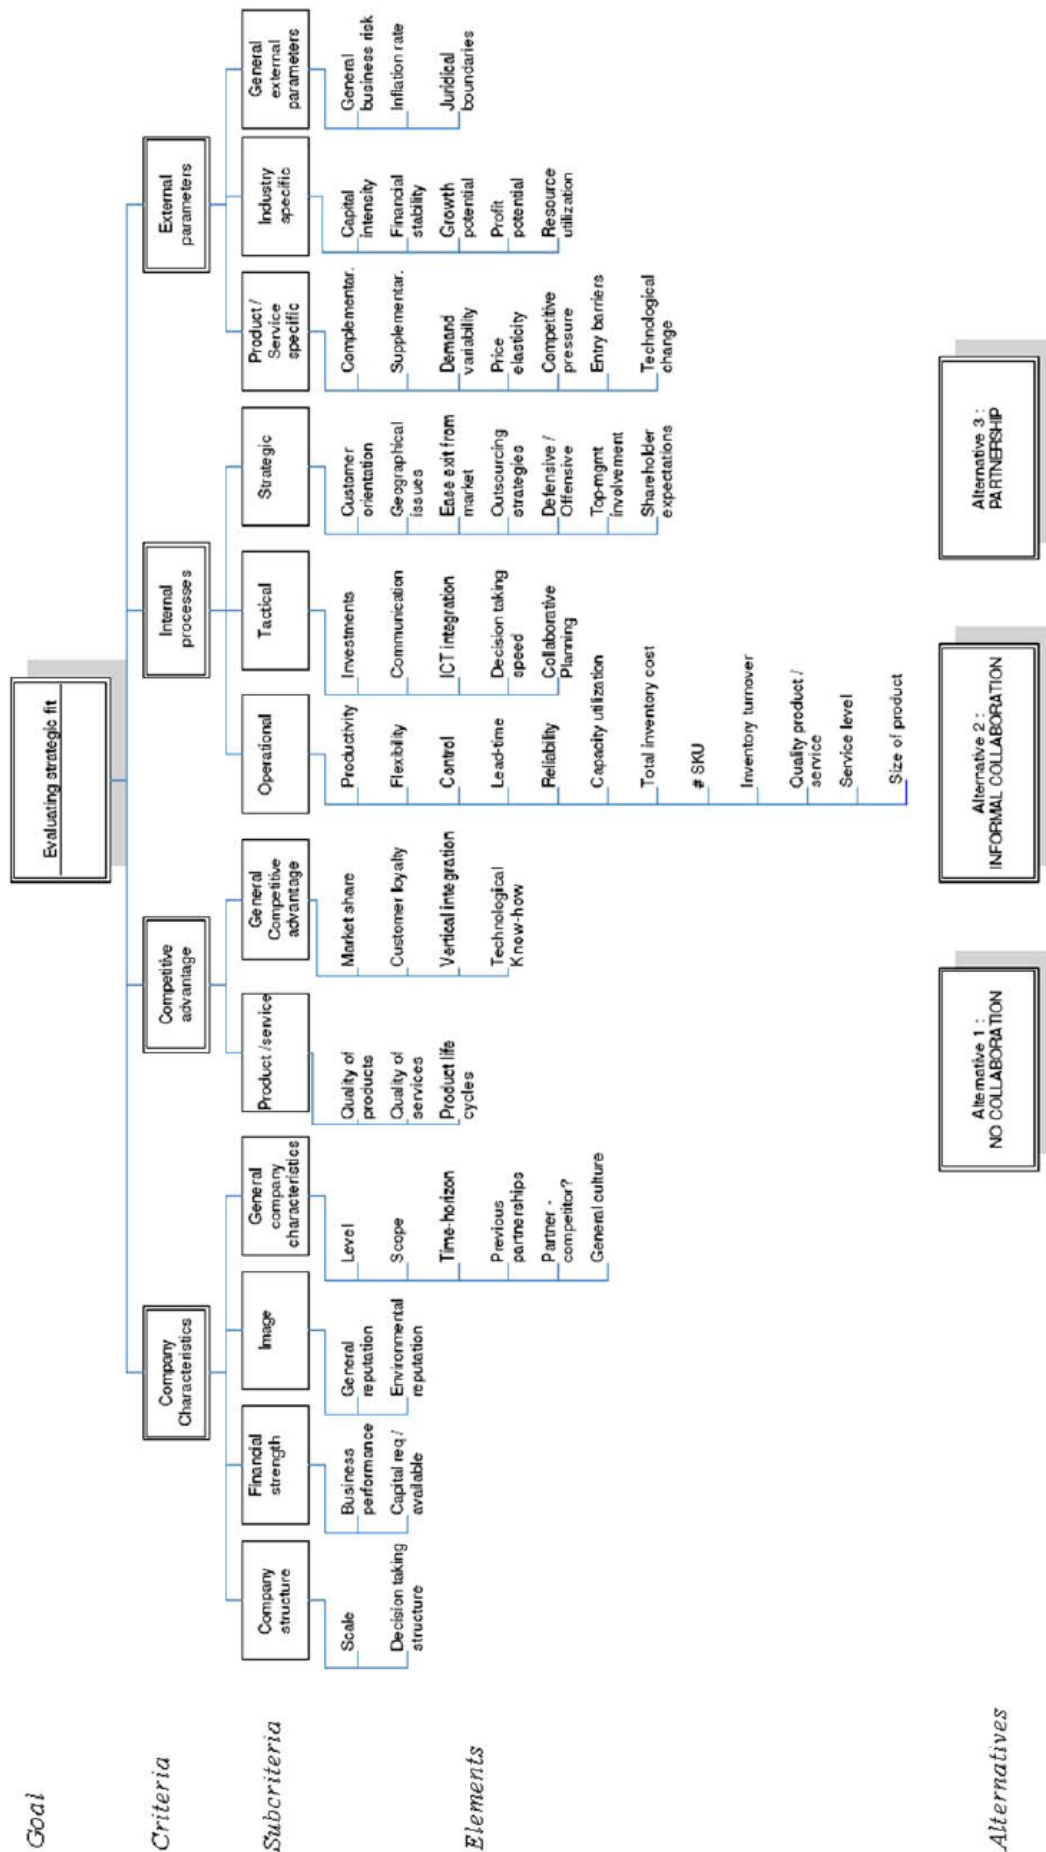 Goal
Evaluating strategic fit
Criteria
Company
Characteristics
Competitive
advantage
Internal
processes
External
parameters
Subcriteria
Company
structure
Financial
strength
Image
General
company
characteristics
Product /service
General
Competitive
advantage
Operational
Tactical
Strategic
Product /
Service
specific
Industry
specific
General
external
parameters
Elements
Scale
Decision taking
structure
Business
performance
Capital req /
available
General
reputation
Environmental
reputation
Level
Scope
Time-horizon
Previous
partnerships
Partner -
competitor?
General culture
Quality of
products
Quality of
services
Product life
cycles
Market share
Customer loyalty
Vertical integration
Technological
Know-how
Productivity
Flexibility
Control
Lead-time
Reliability
Capacity utilization
Total inventory cost
# SKU
Inventory turnover
Quality product /
service
Service level
Size of product
Investments
Communication
ICT integration
Decision taking
speed
Collaborative
Planning
Customer
orientation
Geographical
issues
Ease exit from
market
Outsourcing
strategies
Defensive /
Offensive
Top-mgmt
involvement
Shareholder
expectations
Complementar.
Supplementar.
Demand
variability
Price
elasticity
Competitive
pressure
Entry barriers
Technological
change
Capital
intensity
Financial
stability
Growth
potential
Profit
potential
Resource
utilization
General
business risk
Inflation rate
Juridical
boundaries
Alternatives
Alternative 1 :
NO COLLABORATION
Alternative 2 :
INFORMAL COLLABORATION
Alternative 3 :
PARTNERSHIP